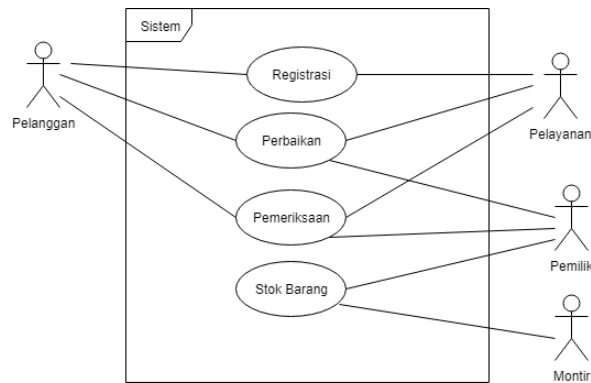 Sistem
Registrasi
Pelanggan
Perbaikan
Pelayanan
Pemeriksaan
Pemilik
Stok Barang
Montir